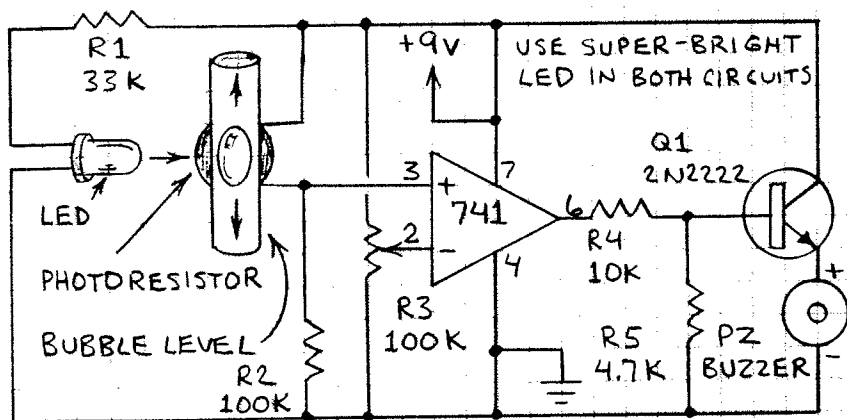 R1
33K
+9V
USE SUPER-BRIGHT
LED IN BOTH CIRCUITS
Q1
2N2222
LED
PHOTORESISTOR
BUBBLE LEVEL
R2
100K
3
+
2
-
741
7
6
4
R3
100K
R4
10K
R5
4.7K
PZ
BUZZER
+
-